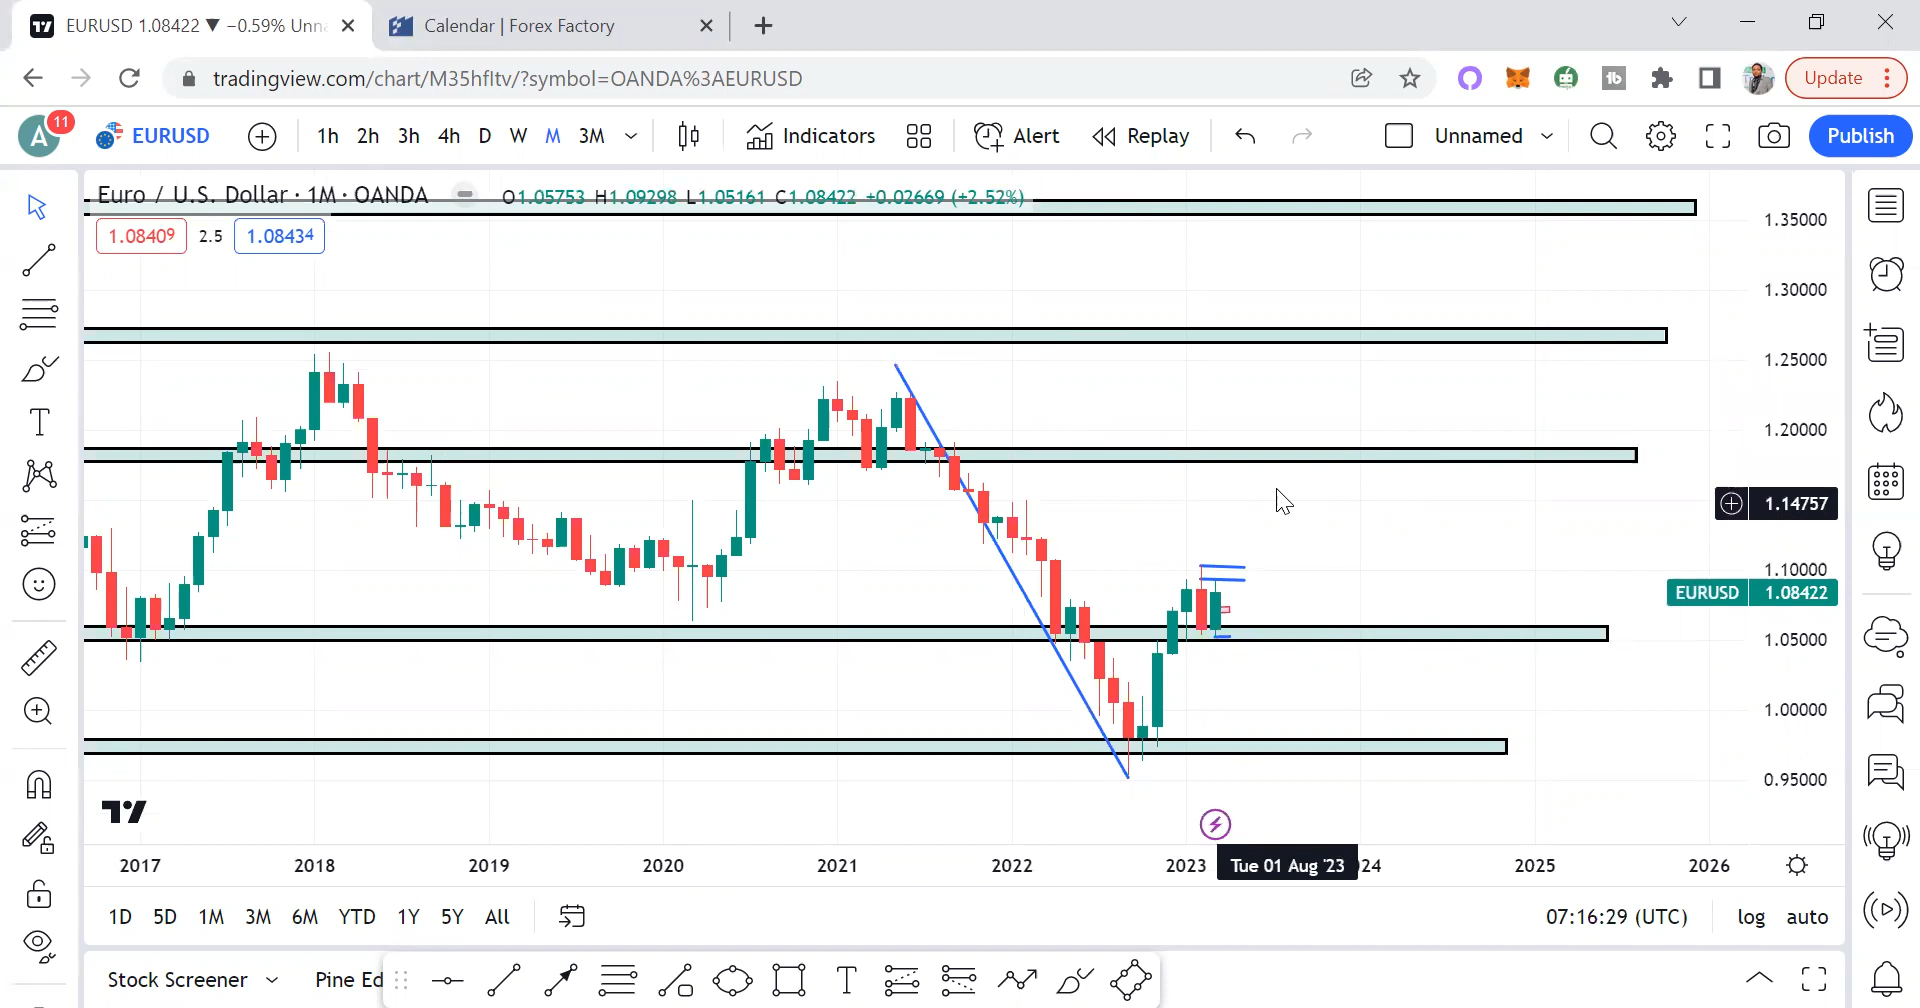 EURUSD 1.08422 ▼ −0.59% Unna
Calendar | Forex Factory
tradingview.com/chart/M35hfItv/?symbol=OANDA%3AEURUSD
Update
A 11 EURUSD 1h 2h 3h 4h D W M 3M Indicators Alert Replay Unnamed Publish
Euro / U.S. Dollar · 1M · OANDA O1.05753 H1.09298 L1.05161 C1.08422 +0.02669 (+2.52%)
1.08409 2.5 1.08434
1.35000
1.30000
1.25000
1.20000
1.14757
1.10000
EURUSD 1.08422
1.05000
1.00000
0.95000
2017 2018 2019 2020 2021 2022 2023 Tue 01 Aug '23 24 2025 2026
1D 5D 1M 3M 6M YTD 1Y 5Y All 07:16:29 (UTC) log auto
Stock Screener Pine Ed